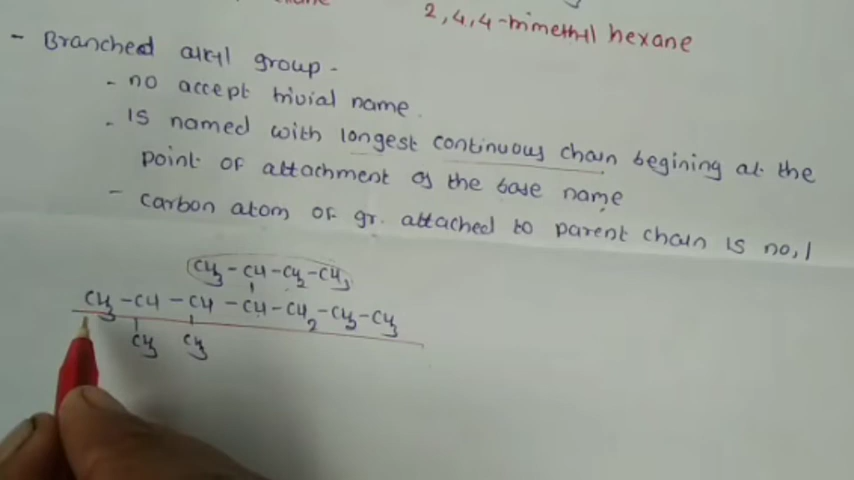 2,4,4-trimethyl hexane
- Branched alkyl group -
- no accept trivial name.
- Is named with longest continuous chain begining at the
point of attachment as the base name
- carbon atom of gr. attached to parent chain is no,1
CH3 - CH - CH2 - CH3
CH3 - CH - CH - CH - CH2 - CH3 - CH3
CH3 CH3